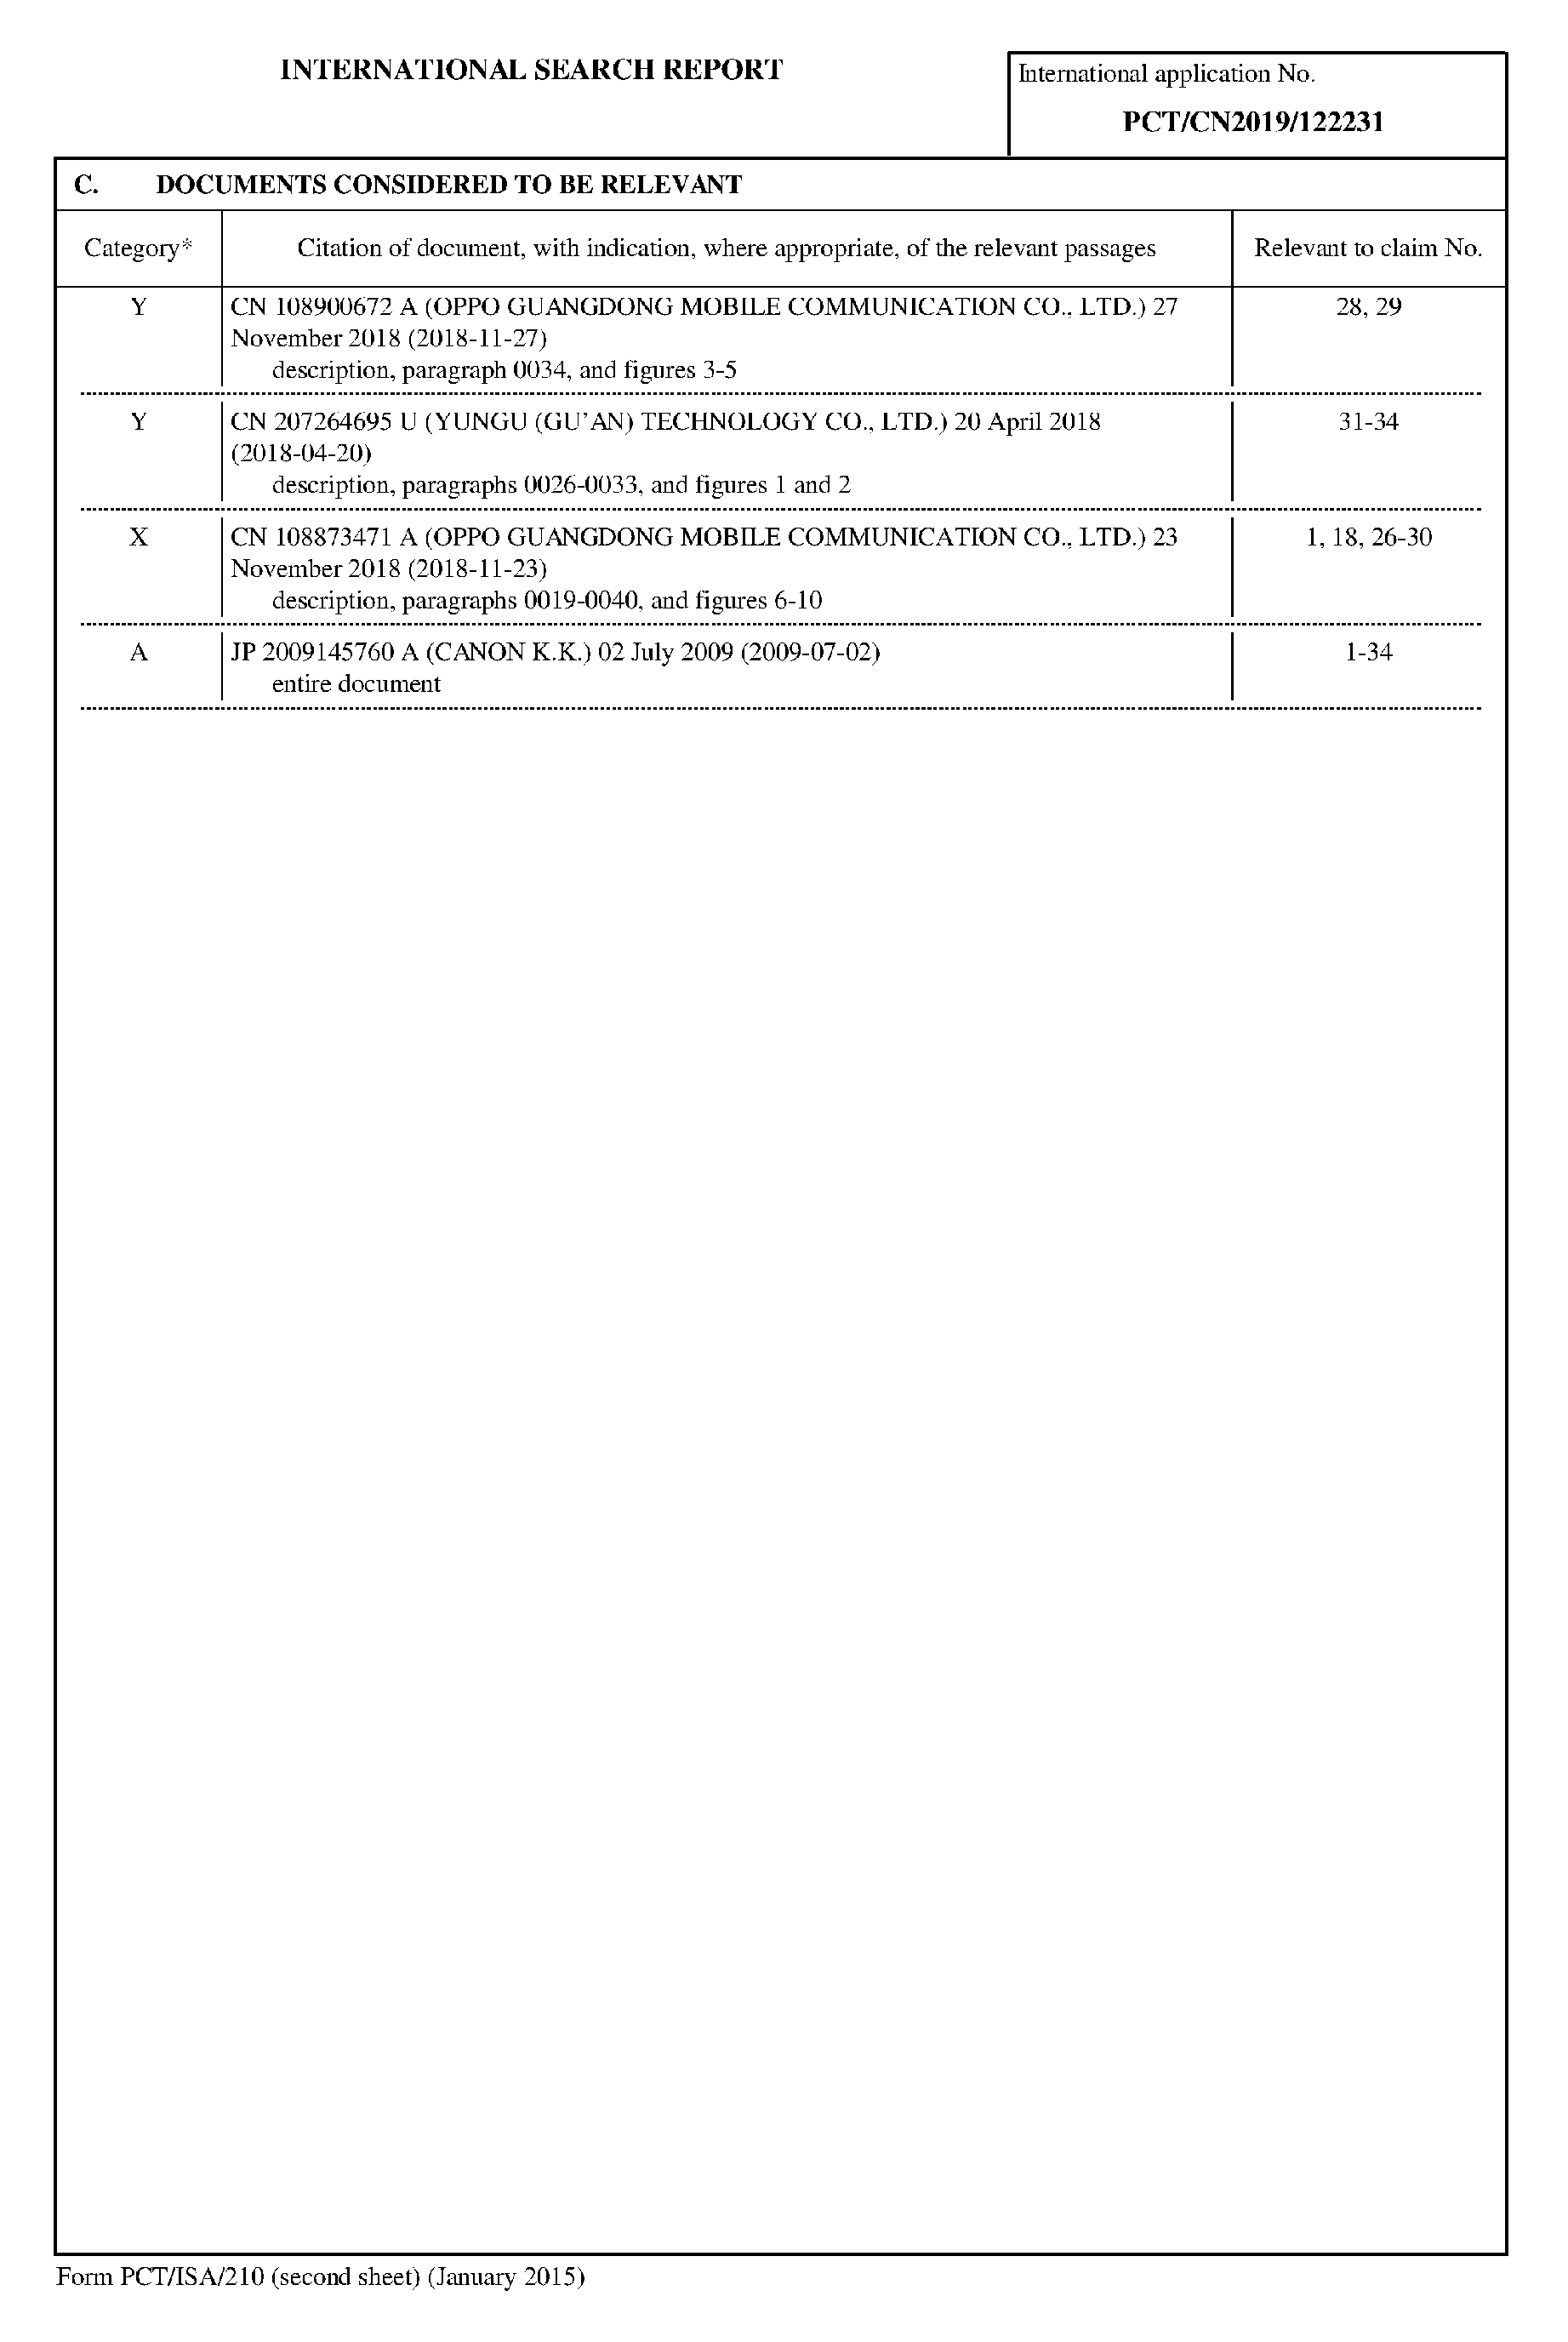 INTERNATIONAL SEARCH REPORT
International application No.
PCT/CN2019/122231
C. DOCUMENTS CONSIDERED TO BE RELEVANT
Category* Citation of document, with indication, where appropriate, of the relevant passages Relevant to claim No.
Y CN 108900672 A (OPPO GUANGDONG MOBILE COMMUNICATION CO., LTD.) 27 28, 29
November 2018 (2018-11-27)
description, paragraph 0034, and figures 3-5
Y CN 207264695 U (YUNGU (GU’AN) TECHNOLOGY CO., LTD.) 20 April 2018 31-34
(2018-04-20)
description, paragraphs 0026-0033, and figures 1 and 2
X CN 108873471 A (OPPO GUANGDONG MOBILE COMMUNICATION CO., LTD.) 23 1, 18, 26-30
November 2018 (2018-11-23)
description, paragraphs 0019-0040, and figures 6-10
A JP 2009145760 A (CANON K.K.) 02 July 2009 (2009-07-02) 1-34
entire document
Form PCT/ISA/210 (second sheet) (January 2015)